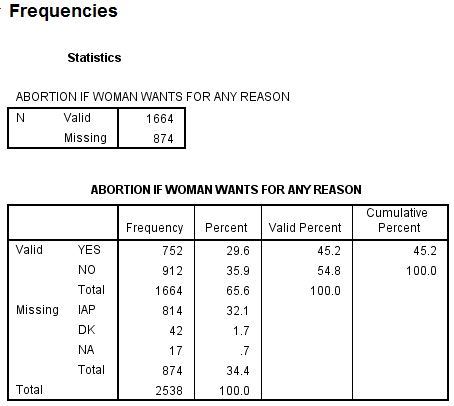 Frequencies
Statistics
ABORTION IF WOMAN WANTS FOR ANY REASON
N Valid 1664
Missing 874
ABORTION IF WOMAN WANTS FOR ANY REASON
Frequency Percent Valid Percent Cumulative Percent
Valid YES 752 29.6 45.2 45.2
NO 912 35.9 54.8 100.0
Total 1664 65.6 100.0
Missing IAP 814 32.1
DK 42 1.7
NA 17 .7
Total 874 34.4
Total 2538 100.0